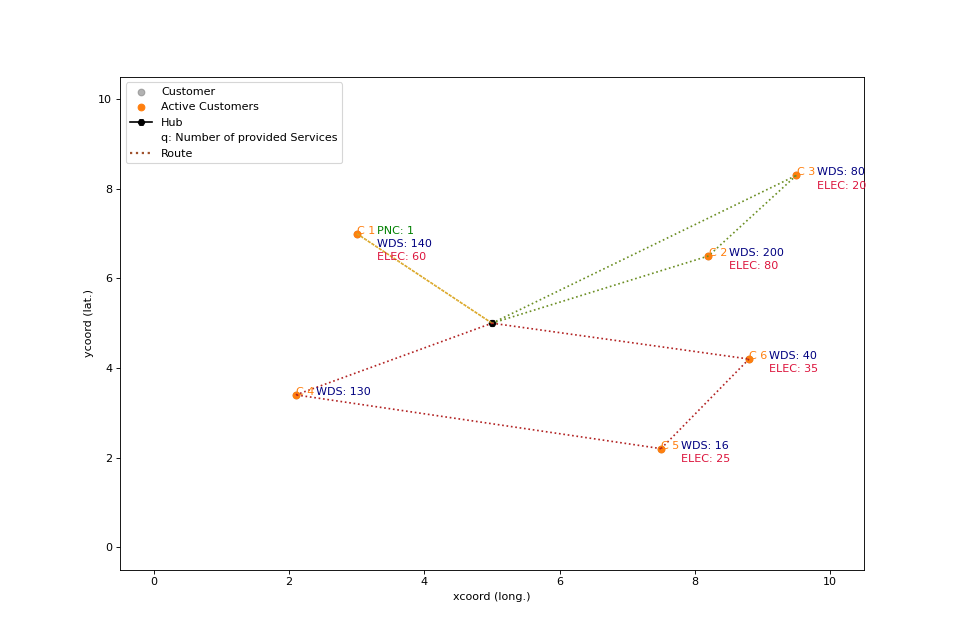 10
8
6
4
2
0
0
2
4
6
8
10
ycoord (lat.)
xcoord (long.)
Customer
Active Customers
Hub
q: Number of provided Services
Route
C 3 WDS: 80
ELEC: 20
C 1 PNC: 1
WDS: 140
ELEC: 60
C 2 WDS: 200
ELEC: 80
C 6 WDS: 40
ELEC: 35
C 4 WDS: 130
C 5 WDS: 16
ELEC: 25